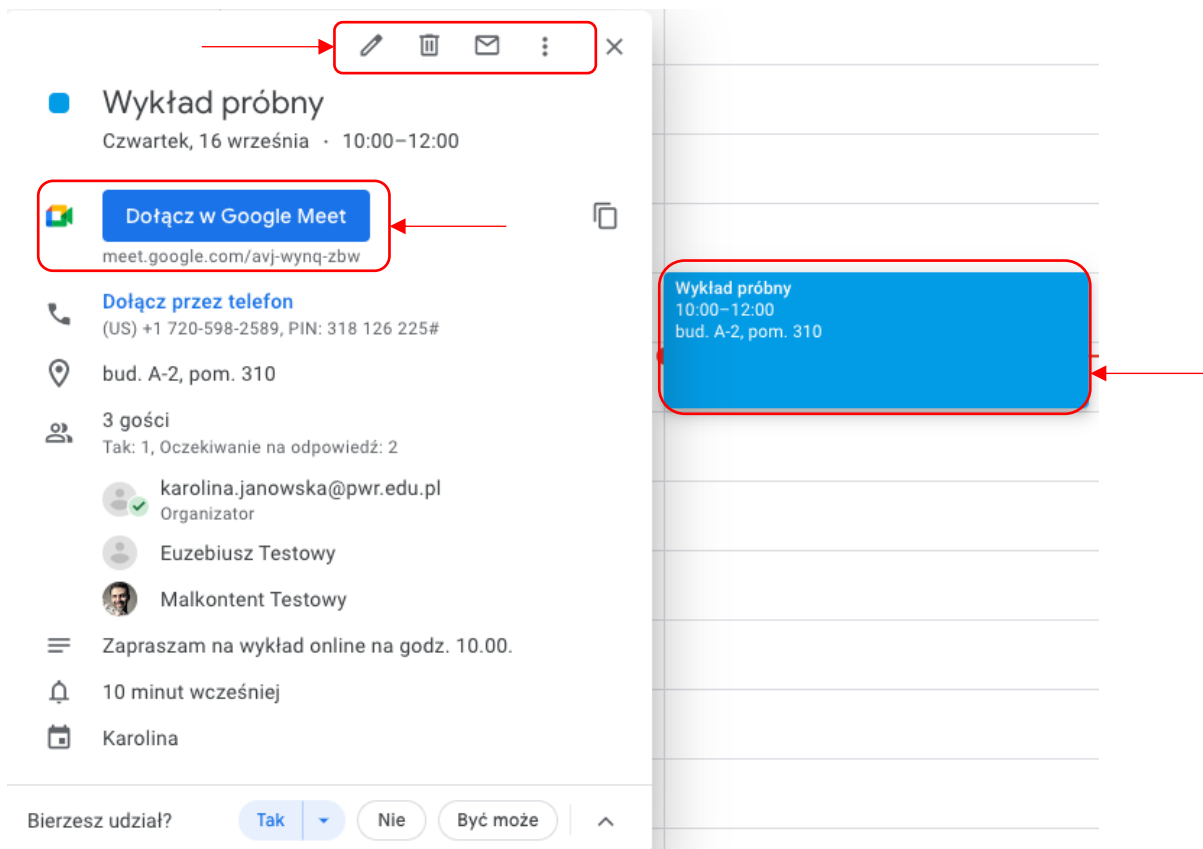 Wykład próbny
Czwartek, 16 września · 10:00–12:00
Dołącz w Google Meet
meet.google.com/avj-wynq-zbw
Dołącz przez telefon
(US) +1 720-598-2589, PIN: 318 126 225#
bud. A-2, pom. 310
3 gości
Tak: 1, Oczekiwanie na odpowiedź: 2
karolina.janowska@pwr.edu.pl
Organizator
Euzebiusz Testowy
Malkontent Testowy
Zapraszam na wykład online na godz. 10.00.
10 minut wcześniej
Karolina
Bierzesz udział? Tak Nie Być może
Wykład próbny
10:00–12:00
bud. A-2, pom. 310